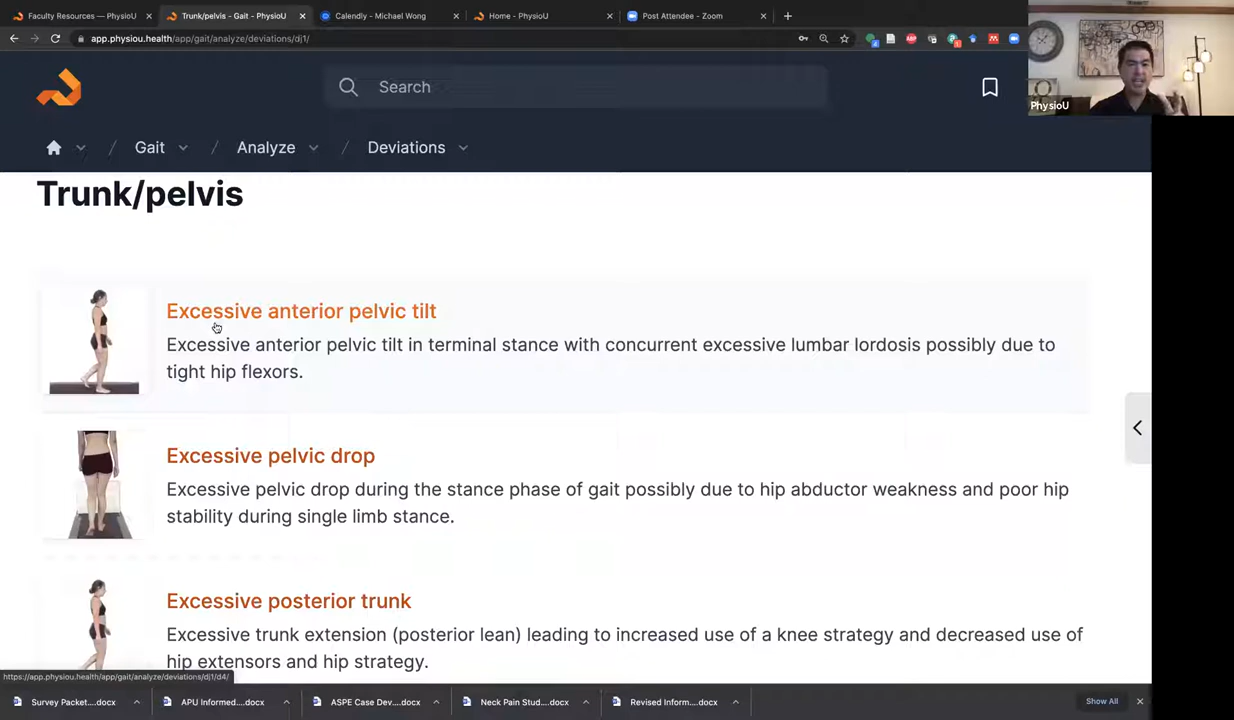 Faculty Resources — PhysioU
Trunk/pelvis - Gait - PhysioU
Calendly - Michael Wong
Home - PhysioU
Post Attendee - Zoom
app.physiou.health/app/gait/analyze/deviations/dj1/
ABP
PhysioU
Search
/ Gait / Analyze / Deviations
Trunk/pelvis
Excessive anterior pelvic tilt
Excessive anterior pelvic tilt in terminal stance with concurrent excessive lumbar lordosis possibly due to
tight hip flexors.
Excessive pelvic drop
Excessive pelvic drop during the stance phase of gait possibly due to hip abductor weakness and poor hip
stability during single limb stance.
Excessive posterior trunk
Excessive trunk extension (posterior lean) leading to increased use of a knee strategy and decreased use of
hip extensors and hip strategy.
https://app.physiou.health/app/gait/analyze/deviations/dj1/d4/
Survey Packet....docx
APU Informed....docx
ASPE Case Dev....docx
Neck Pain Stud....docx
Revised Inform....docx
Show All